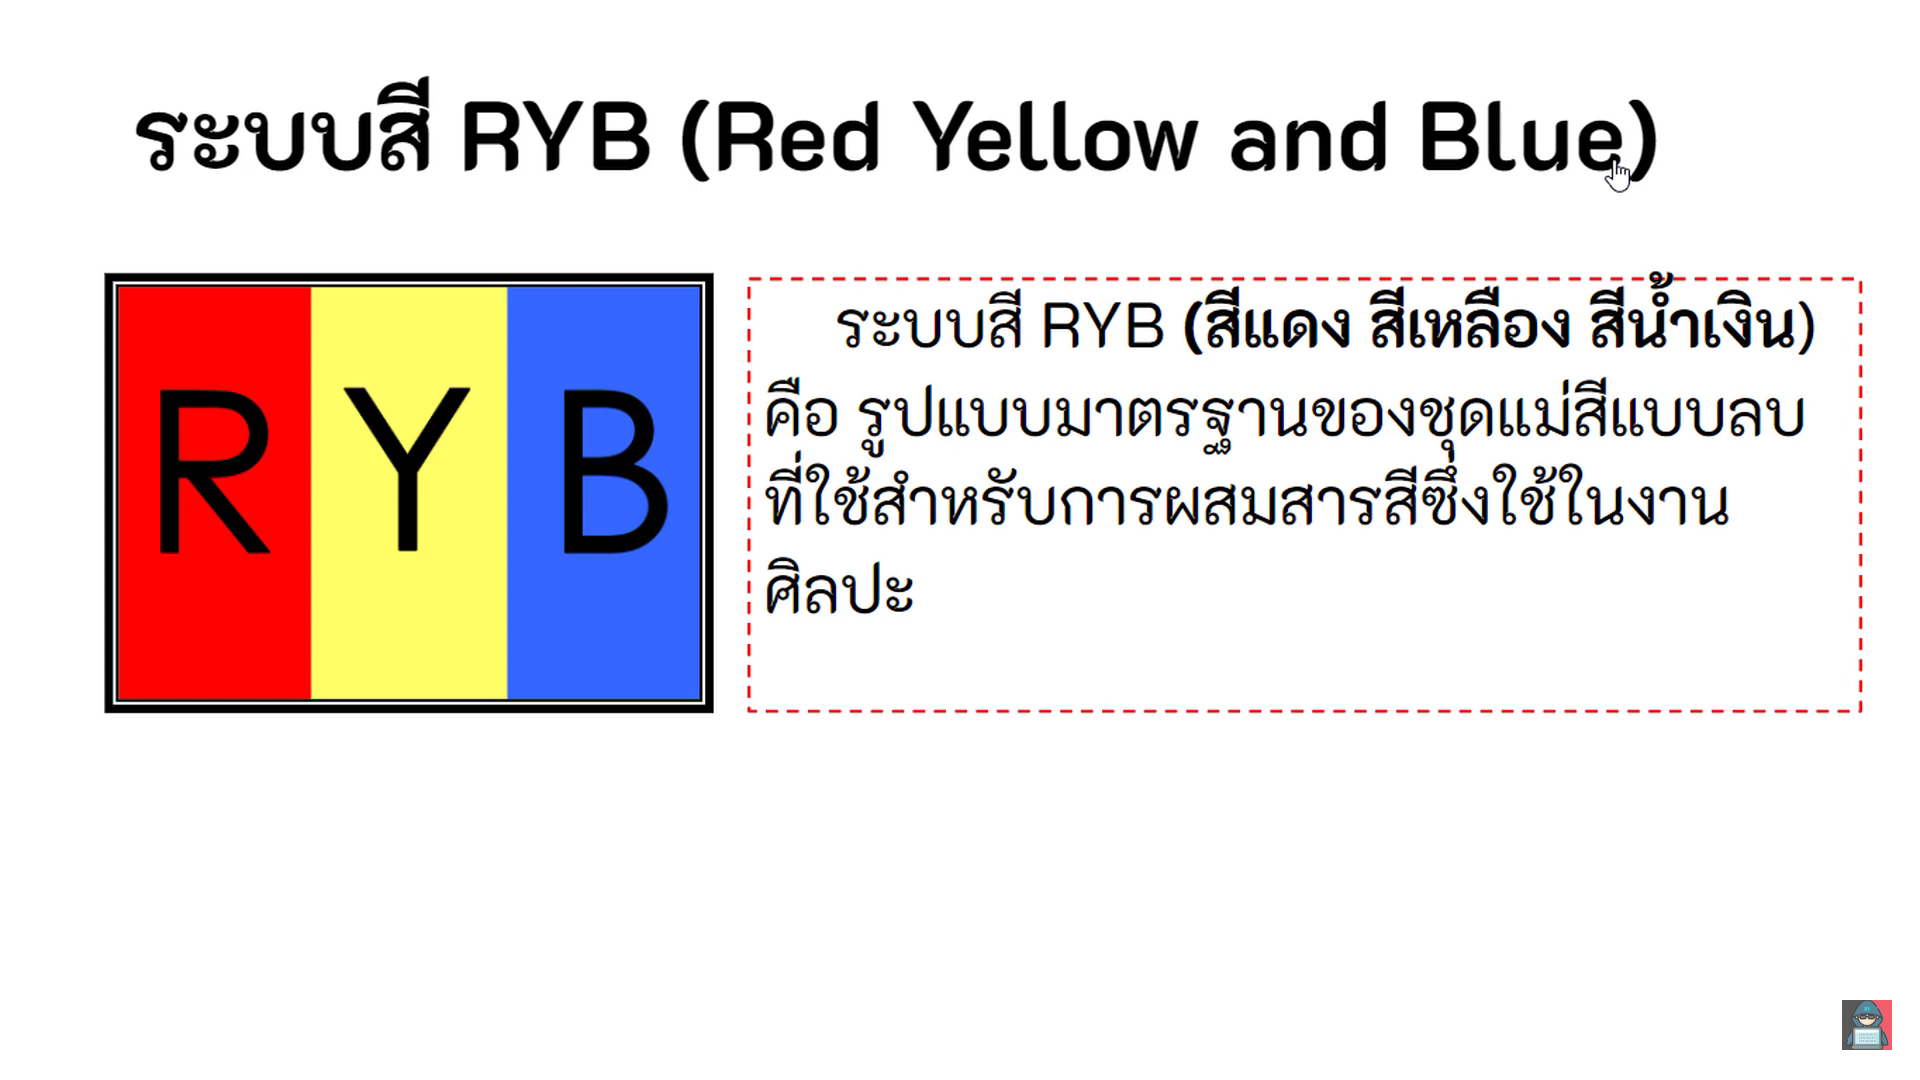 ระบบสี RYB (Red Yellow and Blue)
R Y B
ระบบสี RYB (สีแดง สีเหลือง สีน้ำเงิน)
คือ รูปแบบมาตรฐานของชุดแม่สีแบบลบ
ที่ใช้สำหรับการผสมสารสีซึ่งใช้ในงาน
ศิลปะ